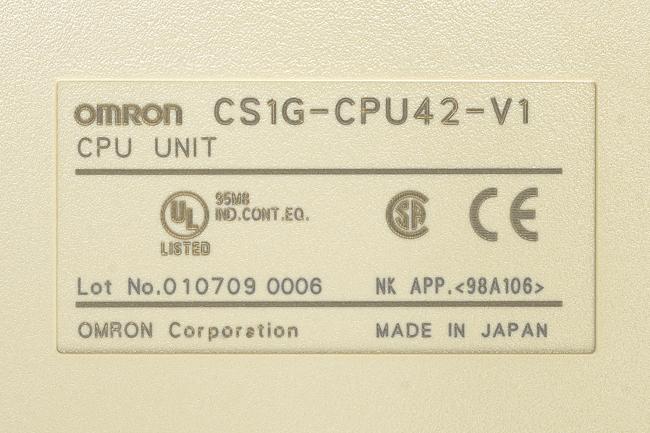 OMRON CS1G-CPU42-V1
CPU UNIT
UL 95M8
IND.CONT.EQ.
LISTED
SA CE
Lot No.010709 0006 NK APP.<98A106>
OMRON Corporation MADE IN JAPAN